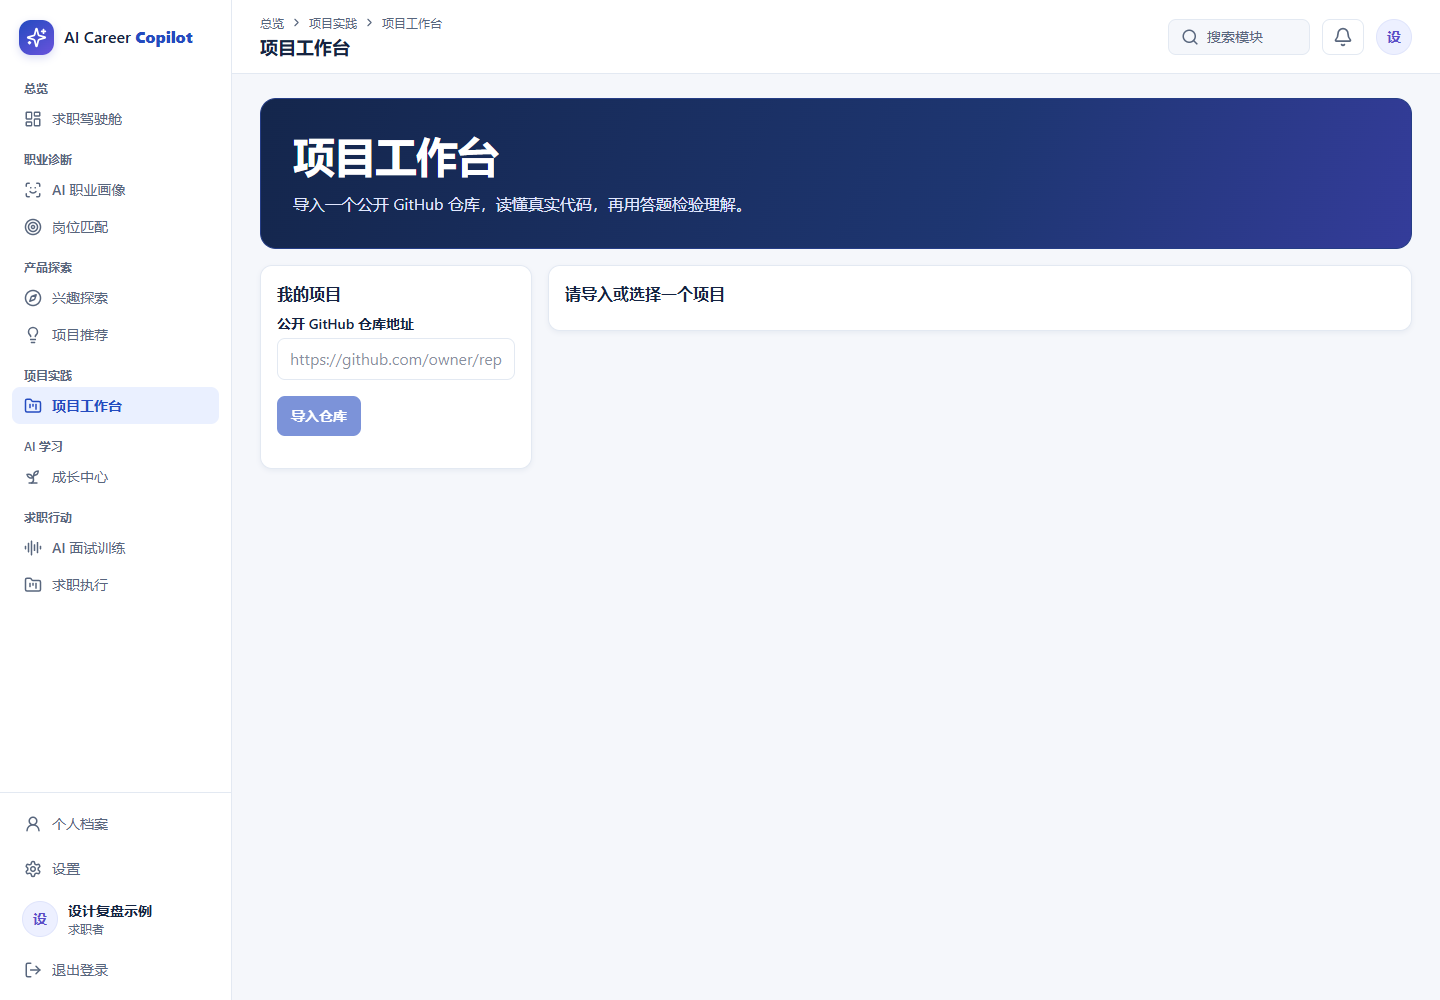 AI Career Copilot
总览
求职驾驶舱
职业诊断
AI 职业画像
岗位匹配
产品探索
兴趣探索
项目推荐
项目实践
项目工作台
AI 学习
成长中心
求职行动
AI 面试训练
求职执行
个人档案
设置
设
设计复盘示例
求职者
退出登录
总览 > 项目实践 > 项目工作台
项目工作台
搜索模块
设
项目工作台
导入一个公开 GitHub 仓库，读懂真实代码，再用答题检验理解。
我的项目
公开 GitHub 仓库地址
https://github.com/owner/rep
导入仓库
请导入或选择一个项目